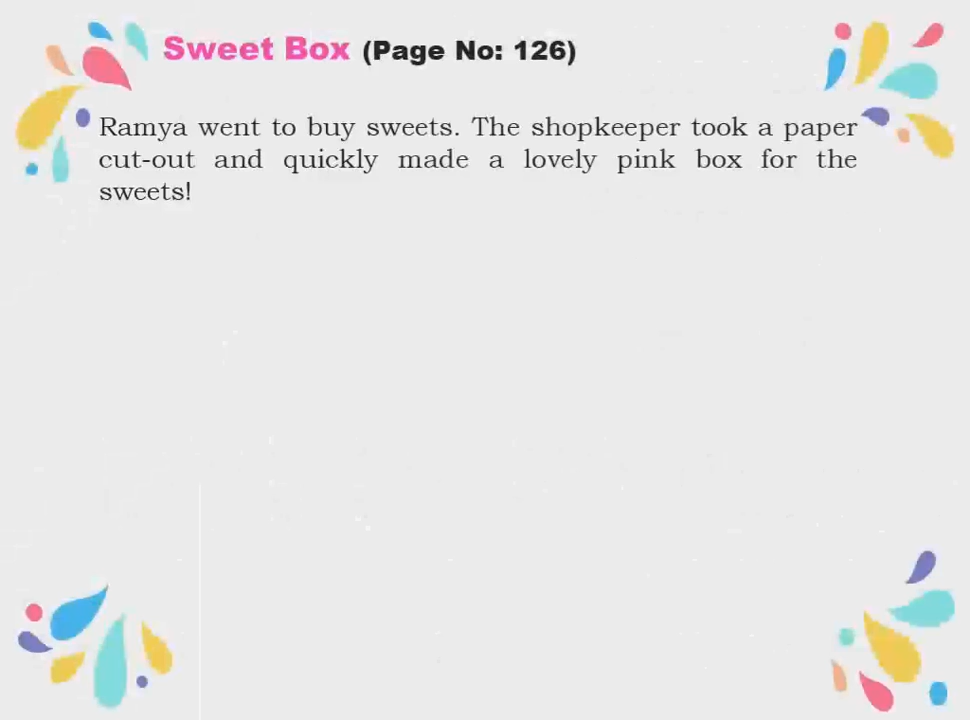 Sweet Box (Page No: 126)
Ramya went to buy sweets. The shopkeeper took a paper
cut-out and quickly made a lovely pink box for the
sweets!